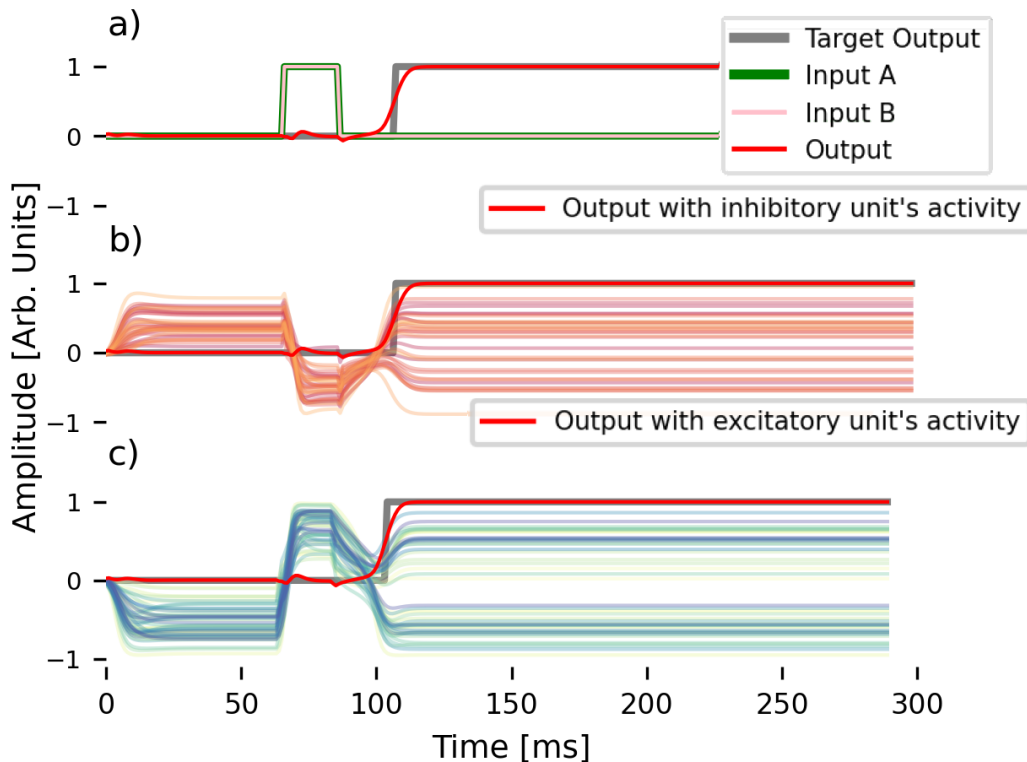 a)
Target Output
Input A
Input B
Output
1
0
−1
Output with inhibitory unit's activity
b)
1
0
−1
Output with excitatory unit's activity
c)
1
0
−1
0 50 100 150 200 250 300
Time [ms]
Amplitude [Arb. Units]